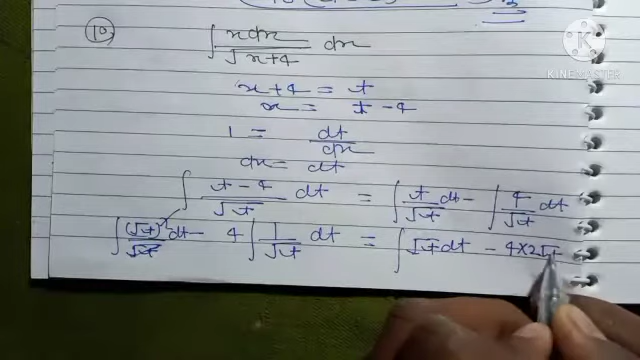 (10) ∫ x dx / √x+4 dx
K
KINEMASTER
x+4 = t
x = t - 4
1 = dt/dx
dx = dt
∫ t-4 / √t dt = ∫ t/√t dt - ∫ 4/√t dt
∫ (√t)²/√t dt - 4 ∫ 1/√t dt = ∫ √t dt - 4×2√t